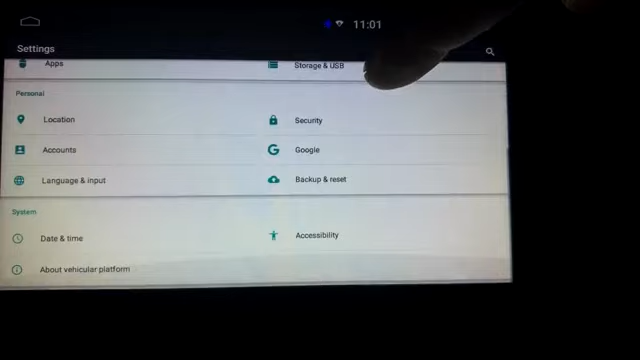 11:01
Settings
Apps
Storage & USB
Personal
Location
Security
Accounts
Google
Language & input
Backup & reset
System
Date & time
Accessibility
About vehicular platform